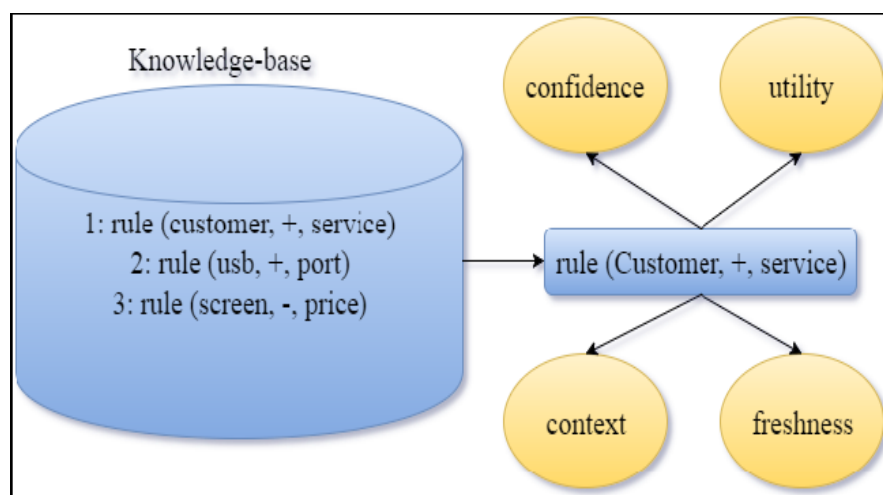 Knowledge-base
1: rule (customer, +, service)
2: rule (usb, +, port)
3: rule (screen, -, price)
confidence
utility
rule (Customer, +, service)
context
freshness